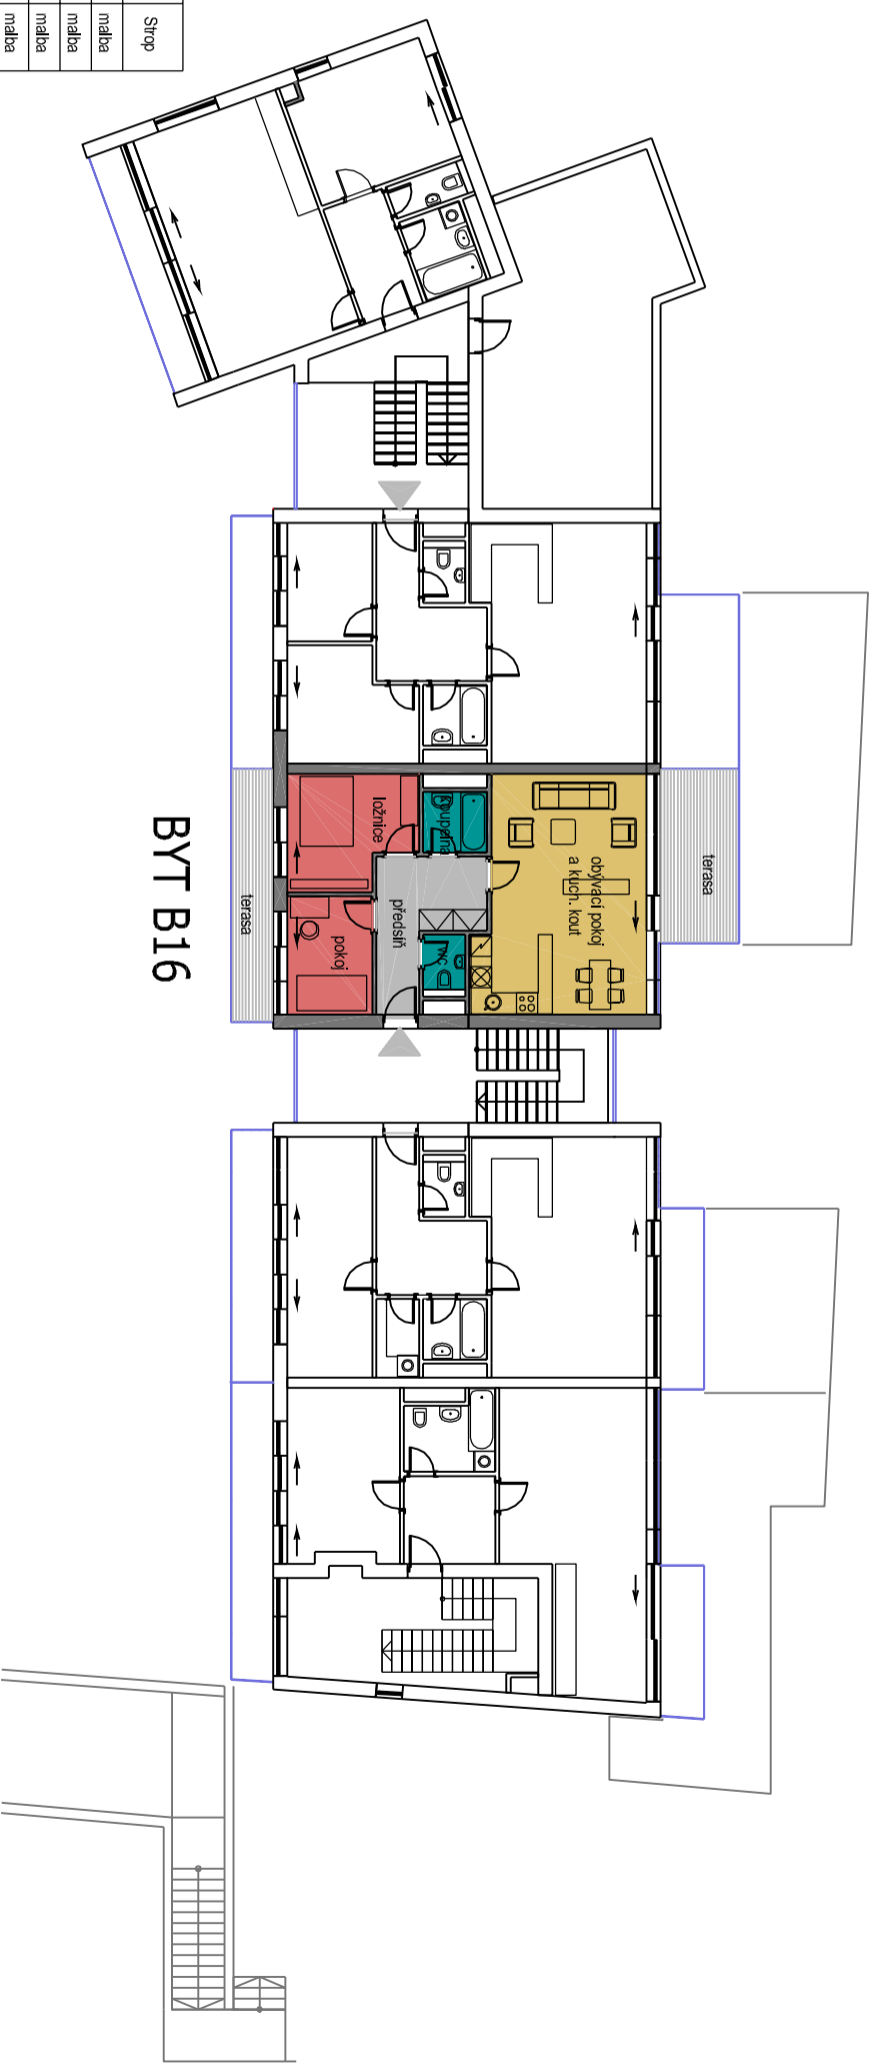 Strop
malba
malba
malba
malba
terasa
obývací pokoj
a kuch. kout
koupelna
ložnice
předsíň
WC
pokoj
terasa
BYT B16